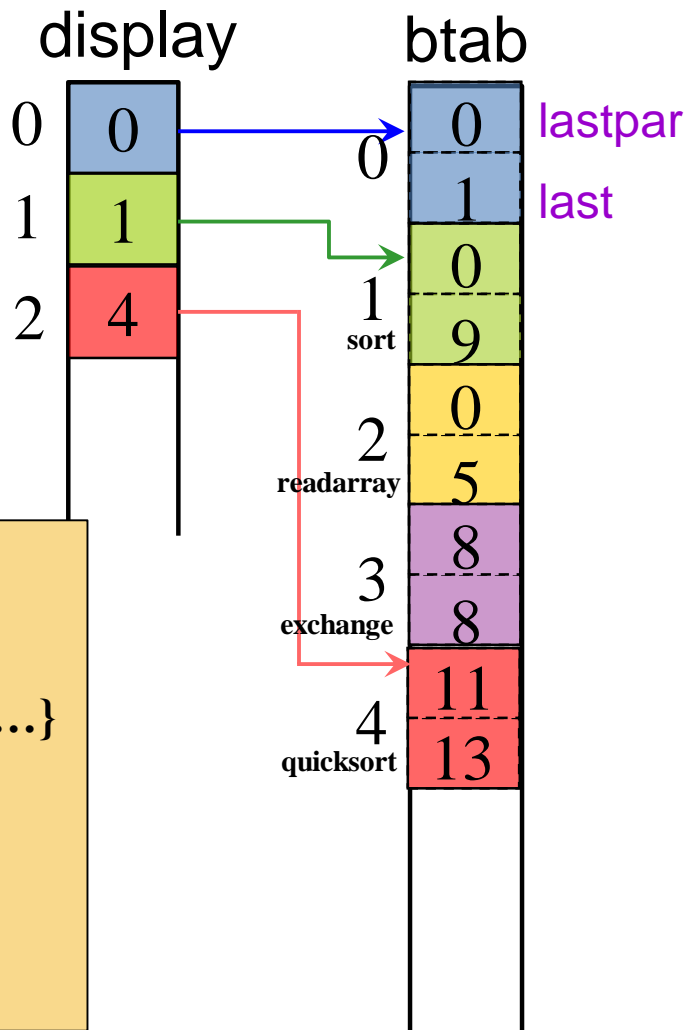 display btab
0 0 0 lastpar
0
1 last
1 1
0
2 4 1
sort 9
0
2
readarray 5
8
3
exchange 8
11
...}
4
quicksort 13